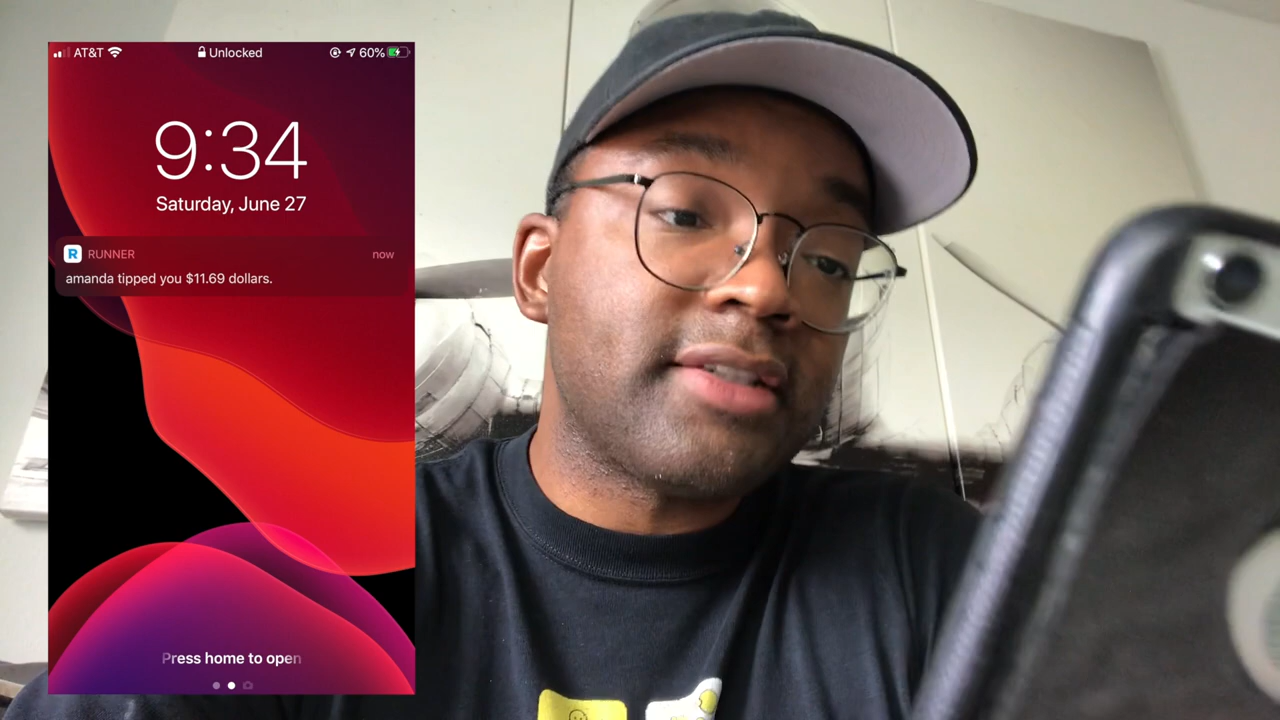 AT&T Unlocked 60%
9:34
Saturday, June 27
R RUNNER now
amanda tipped you $11.69 dollars.
Press home to open